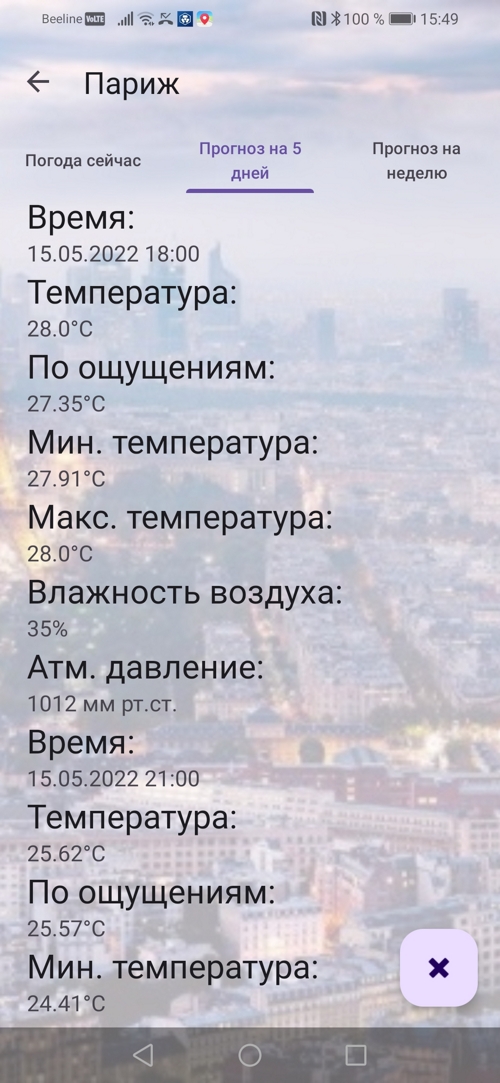 Beeline VoLTE 100 % 15:49
Париж
Погода сейчас
Прогноз на 5
дней
Прогноз на
неделю
Время:
15.05.2022 18:00
Температура:
28.0°C
По ощущениям:
27.35°C
Мин. температура:
27.91°C
Макс. температура:
28.0°C
Влажность воздуха:
35%
Атм. давление:
1012 мм рт.ст.
Время:
15.05.2022 21:00
Температура:
25.62°C
По ощущениям:
25.57°C
Мин. температура:
24.41°C